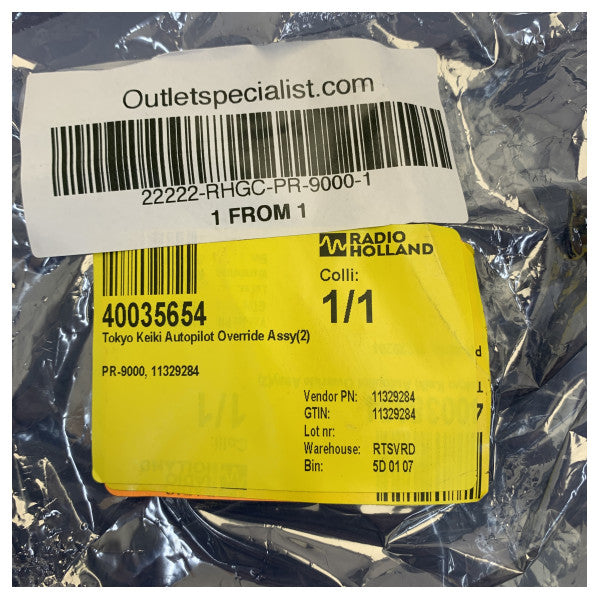 Outletspecialist.com
22222-RHGC-PR-9000-1
1 FROM 1
RADIO
HOLLAND
Colli:
1/1
40035654
Tokyo Keiki Autopilot Override Assy(2)
PR-9000, 11329284
Vendor PN: 11329284
GTIN: 11329284
Lot nr:
Warehouse: RTSVRD
Bin: 5D 01 07
P
T